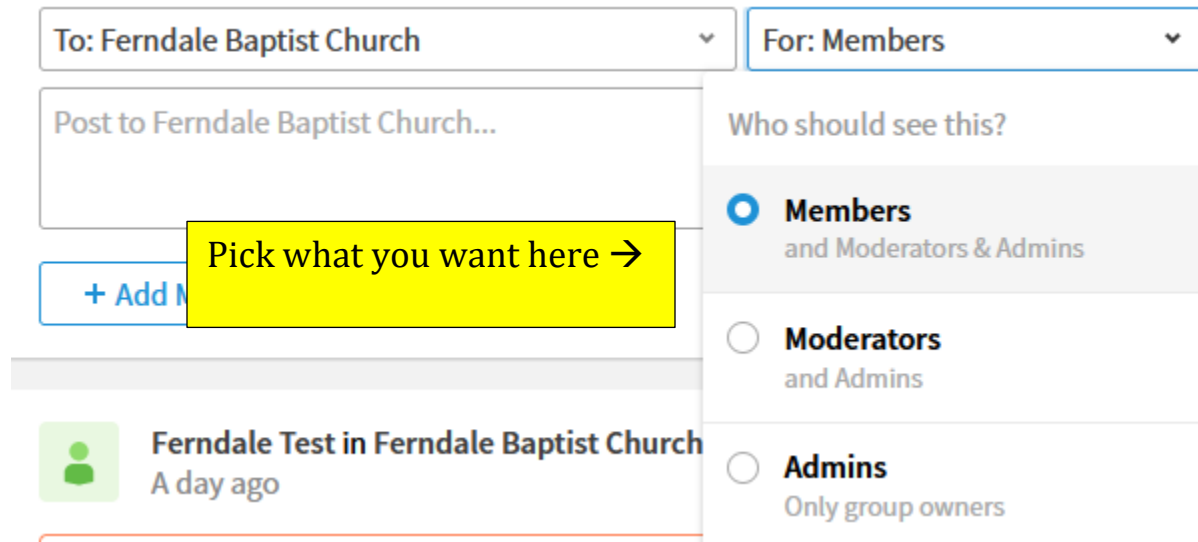 To: Ferndale Baptist Church
For: Members
Post to Ferndale Baptist Church...
Who should see this?
Members
and Moderators & Admins
Pick what you want here →
+ Add
Moderators
and Admins
Ferndale Test in Ferndale Baptist Church
A day ago
Admins
Only group owners